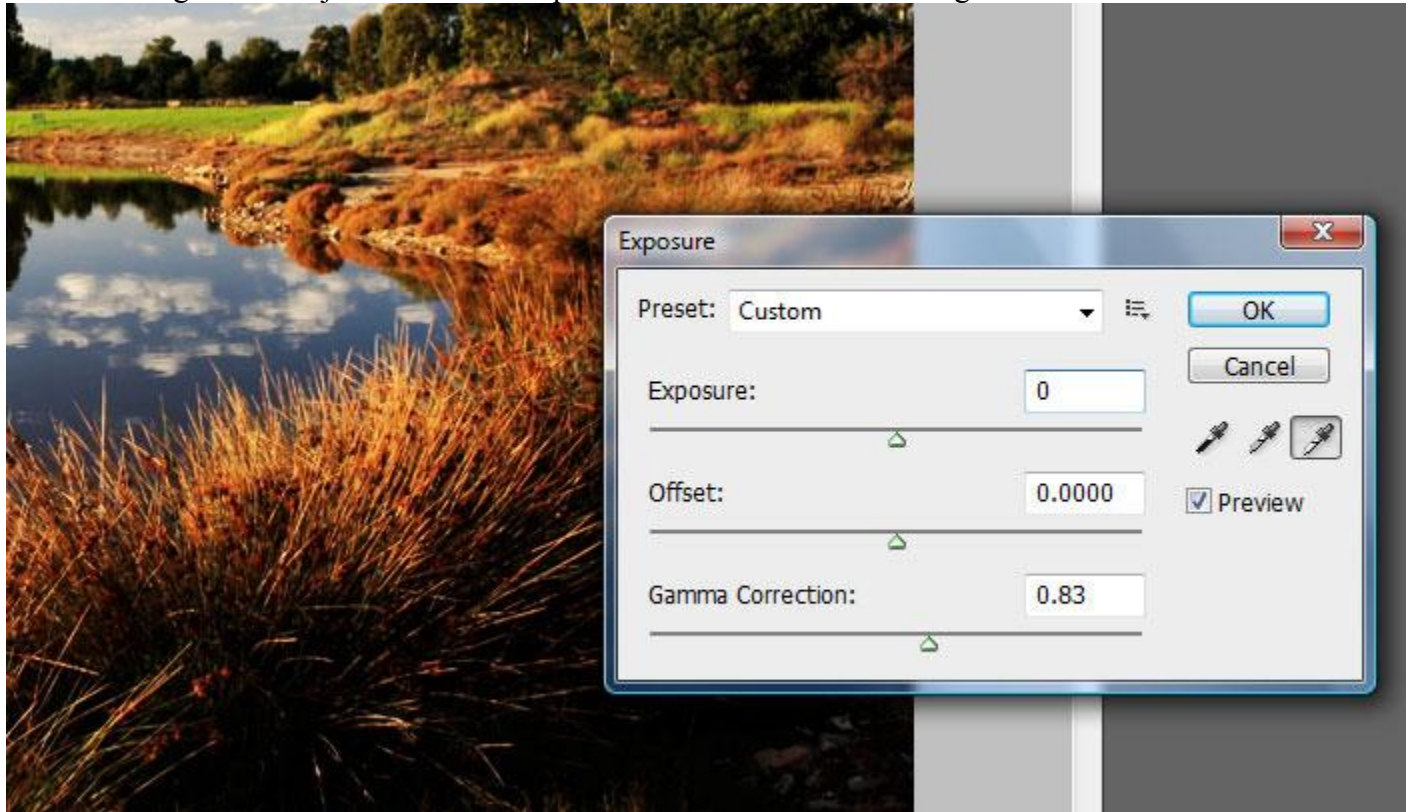 Exposure
Preset: Custom
OK
Cancel
Exposure: 0
Offset: 0.0000
Preview
Gamma Correction: 0.83